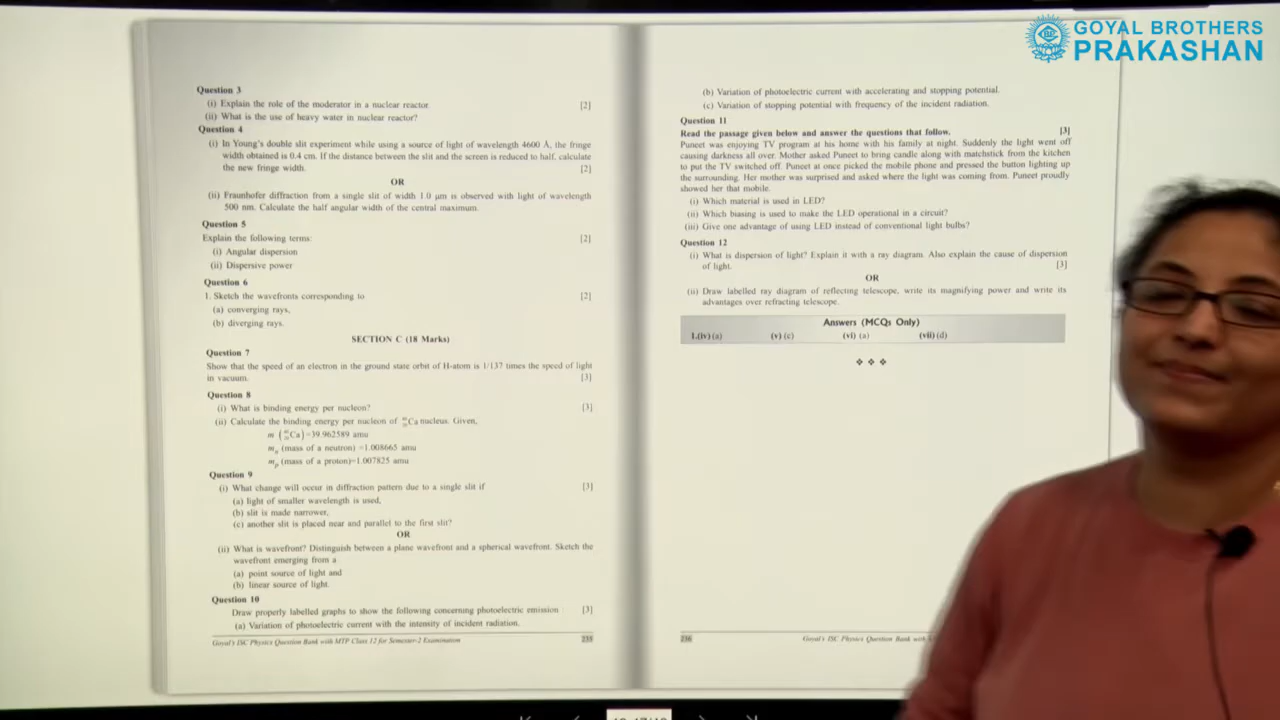 GOYAL BROTHERS
PRAKASHAN
Question 3
(i) Explain the role of the moderator in a nuclear reactor. [2]
(ii) What is the use of heavy water in nuclear reactor?
Question 4
(i) In Young's double slit experiment while using a source of light of wavelength 4600 Å, the fringe
width obtained is 0.4 cm. If the distance between the slit and the screen is reduced to half, calculate
the new fringe width. [2]
OR
(ii) Fraunhofer diffraction from a single slit of width 1.0 μm is observed with light of wavelength
500 nm. Calculate the half angular width of the central maximum.
Question 5
Explain the following terms: [2]
(i) Angular dispersion
(ii) Dispersive power
Question 6
1. Sketch the wavefronts corresponding to [2]
(a) converging rays,
(b) diverging rays.
SECTION C (18 Marks)
Question 7
Show that the speed of an electron in the ground state orbit of H-atom is 1/137 times the speed of light
in vacuum. [3]
Question 8
(i) What is binding energy per nucleon? [3]
(ii) Calculate the binding energy per nucleon of Ca nucleus. Given,
m (Ca)=39.962589 amu
mn (mass of a neutron) =1.008665 amu
mp (mass of a proton)=1.007825 amu
Question 9
(i) What change will occur in diffraction pattern due to a single slit if [3]
(a) light of smaller wavelength is used,
(b) slit is made narrower,
(c) another slit is placed near and parallel to the first slit?
OR
(ii) What is wavefront? Distinguish between a plane wavefront and a spherical wavefront. Sketch the
wavefront emerging from a
(a) point source of light and
(b) linear source of light.
Question 10
Draw properly labelled graphs to show the following concerning photoelectric emission [3]
(a) Variation of photoelectric current with the intensity of incident radiation.
Goyal's ISC Physics Question Bank with MTP Class 12 for Semester-2 Examination 235
(b) Variation of photoelectric current with accelerating and stopping potential.
(c) Variation of stopping potential with frequency of the incident radiation.
Question 11
Read the passage given below and answer the questions that follow. [3]
Puneet was enjoying TV program at his home with his family at night. Suddenly the light went off
causing darkness all over. Mother asked Puneet to bring candle along with matchstick from the kitchen
to put the TV switched off. Puneet at once picked the mobile phone and pressed the button lighting up
the surrounding. Her mother was surprised and asked where the light was coming from. Puneet proudly
showed her that mobile.
(i) Which material is used in LED?
(ii) Which biasing is used to make the LED operational in a circuit?
(iii) Give one advantage of using LED instead of conventional light bulbs?
Question 12
(i) What is dispersion of light? Explain it with a ray diagram. Also explain the cause of dispersion
of light. [3]
OR
(ii) Draw labelled ray diagram of reflecting telescope, write its magnifying power and write its
advantages over refracting telescope.
Answers (MCQs Only)
1.(iv) (a) (v) (c) (vi) (a) (vii) (d)
236 Goyal's ISC Physics Question Bank with